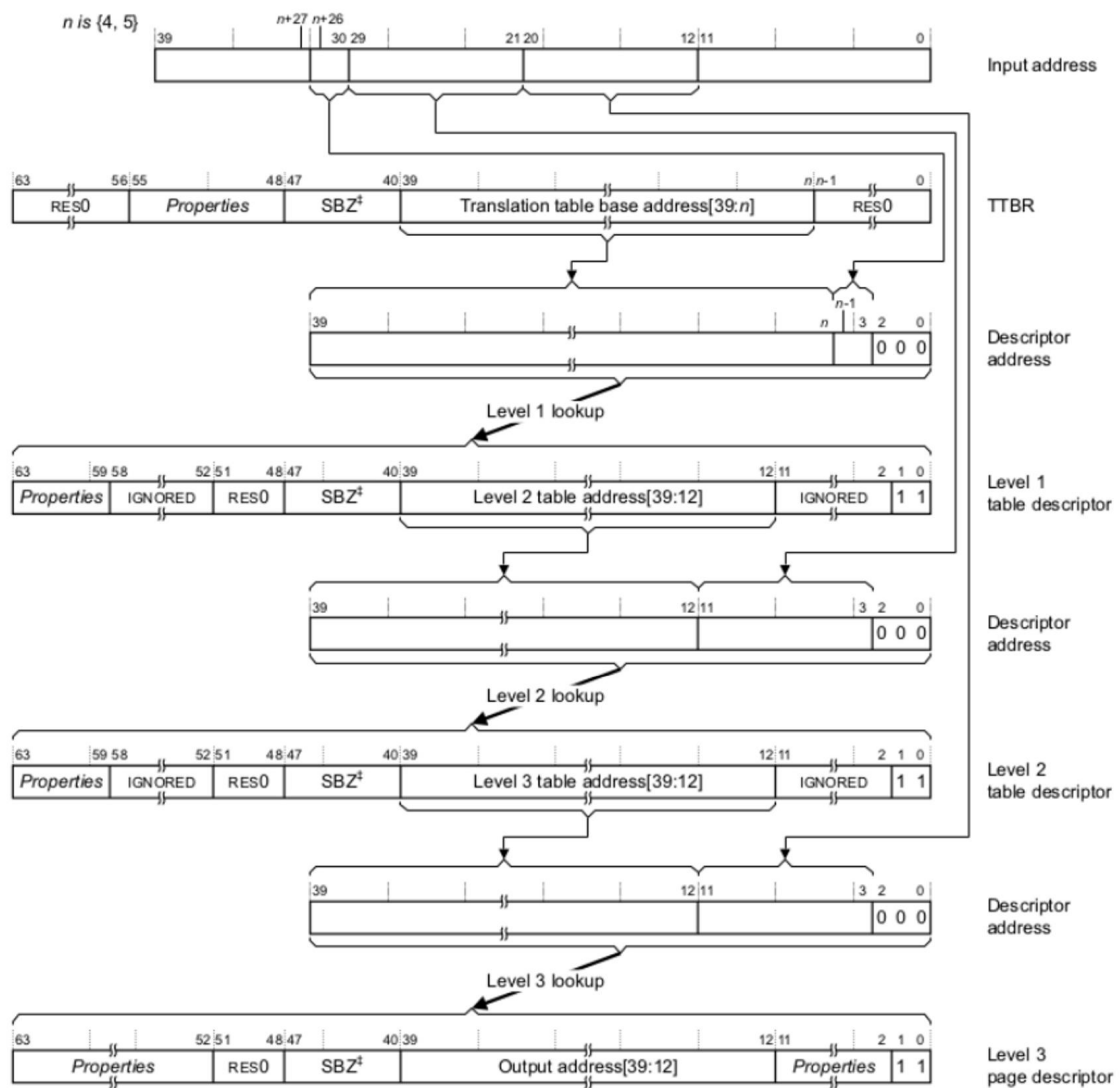 n is {4, 5}
n+27 n+26
39 30 29 21 20 12 11 0
Input address
63 56 55 48 47 40 39 n n-1 0
RES0 Properties SBZ‡ Translation table base address[39:n] RES0
TTBR
n-1
39 n 3 2 0
0 0 0
Descriptor
address
Level 1 lookup
63 59 58 52 51 48 47 40 39 12 11 2 1 0
Properties IGNORED RES0 SBZ‡ Level 2 table address[39:12] IGNORED 1 1
Level 1
table descriptor
39 12 11 3 2 0
0 0 0
Descriptor
address
Level 2 lookup
63 59 58 52 51 48 47 40 39 12 11 2 1 0
Properties IGNORED RES0 SBZ‡ Level 3 table address[39:12] IGNORED 1 1
Level 2
table descriptor
39 12 11 3 2 0
0 0 0
Descriptor
address
Level 3 lookup
63 52 51 48 47 40 39 12 11 2 1 0
Properties RES0 SBZ‡ Output address[39:12] Properties 1 1
Level 3
page descriptor